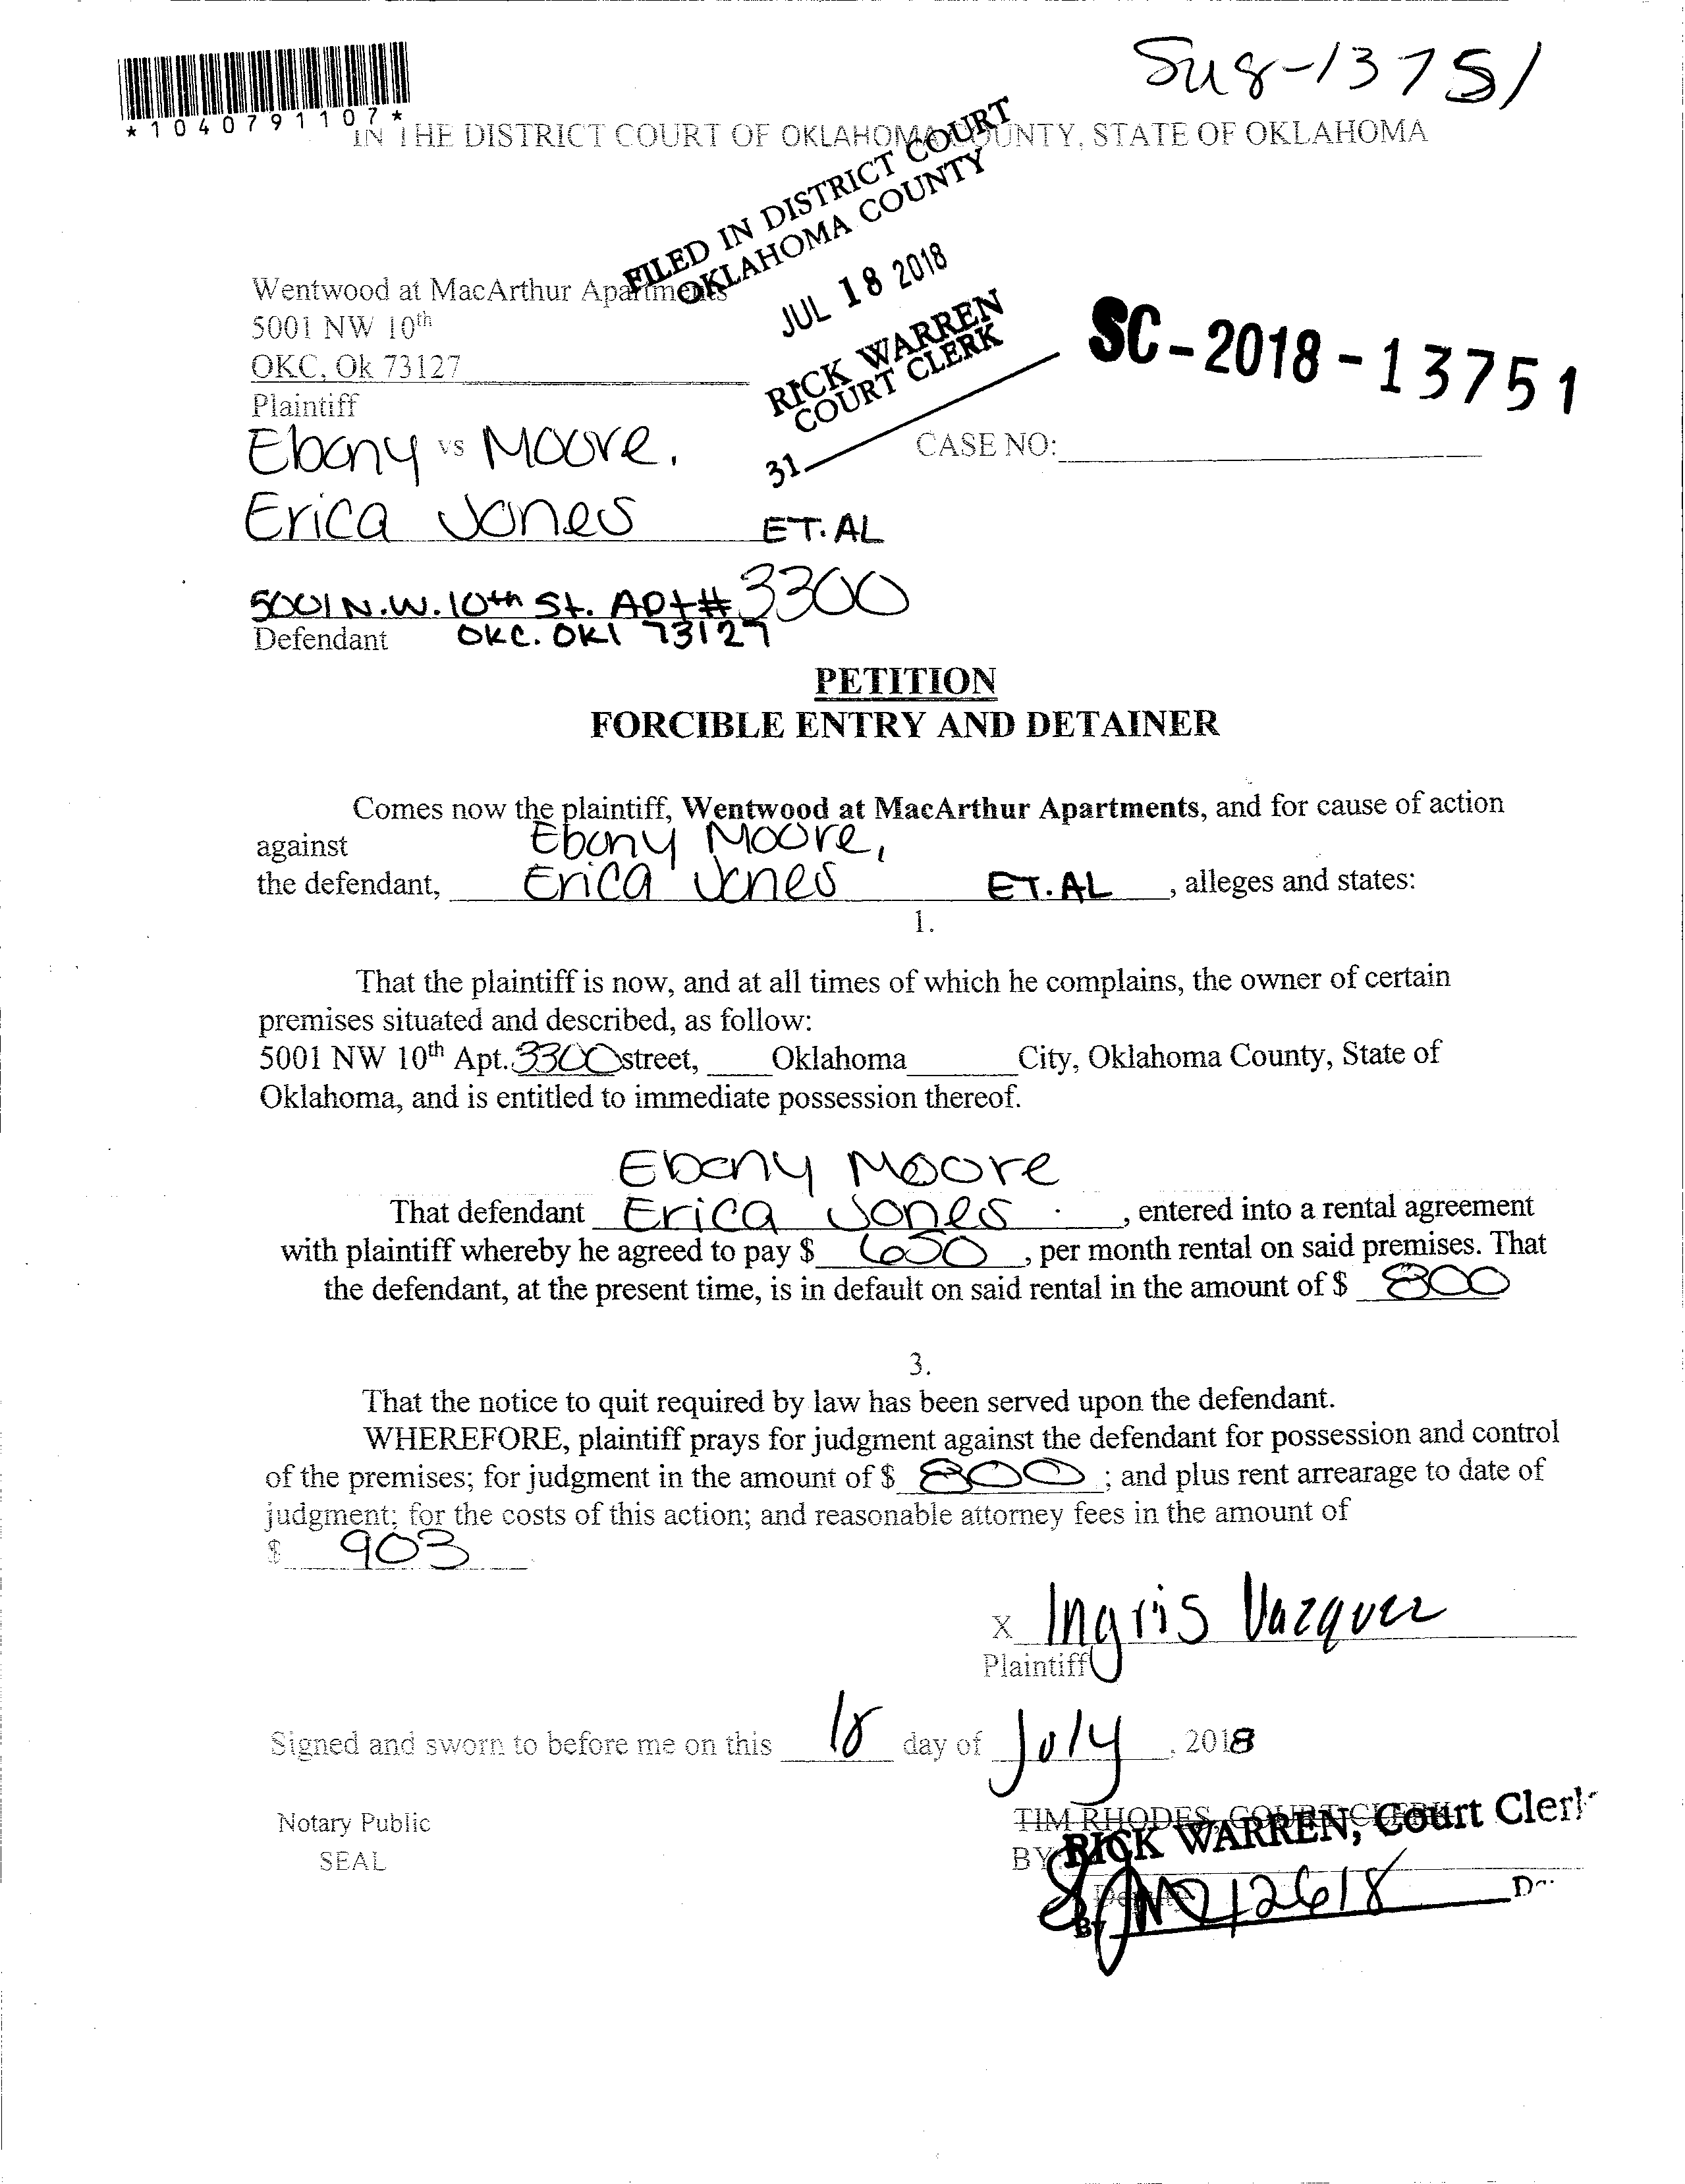 *1040791107*
IN THE DISTRICT COURT OF OKLAHOMA COUNTY, STATE OF OKLAHOMA
FILED IN DISTRICT COURT
OKLAHOMA COUNTY
JUL 18 2018
RICK WARREN
COURT CLERK
31
SC-2018-13751
Wentwood at MacArthur Apartments
5001 NW 10th
OKC, Ok 73127
Plaintiff
CASE NO:
vs
Ebony Moore,
Erica Jones ET.AL
5001 N.W. 10th St. Apt# 3300
Defendant OKC. OKl 73127
PETITION
FORCIBLE ENTRY AND DETAINER
Comes now the plaintiff, Wentwood at MacArthur Apartments, and for cause of action
against Ebony Moore,
the defendant, Erica Jones ET.AL , alleges and states:
1.
That the plaintiff is now, and at all times of which he complains, the owner of certain
premises situated and described, as follow:
5001 NW 10th Apt. 3300 street, Oklahoma City, Oklahoma County, State of
Oklahoma, and is entitled to immediate possession thereof.
Ebony Moore
That defendant Erica Jones , entered into a rental agreement
with plaintiff whereby he agreed to pay $ 650 , per month rental on said premises. That
the defendant, at the present time, is in default on said rental in the amount of $ 800
3.
That the notice to quit required by law has been served upon the defendant.
WHEREFORE, plaintiff prays for judgment against the defendant for possession and control
of the premises; for judgment in the amount of $ 800 ; and plus rent arrearage to date of
judgment; for the costs of this action; and reasonable attorney fees in the amount of
$ 903
x Ingris Vazquez
Plaintiff
Signed and sworn to before me on this 18 day of July , 2018
Notary Public
SEAL
TIM RHODES, COURT CLERK
RICK WARREN, Court Clerk
BY
Deputy
By